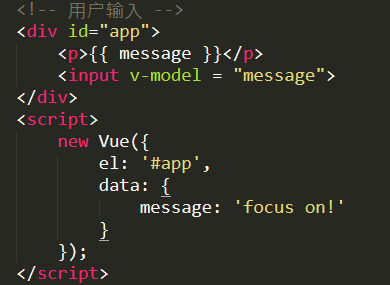 <!-- 用户输入 -->
<div id="app">
    <p>{{ message }}</p>
    <input v-model = "message">
</div>
<script>
    new Vue({
        el: '#app',
        data: {
            message: 'focus on!'
        }
    });
</script>